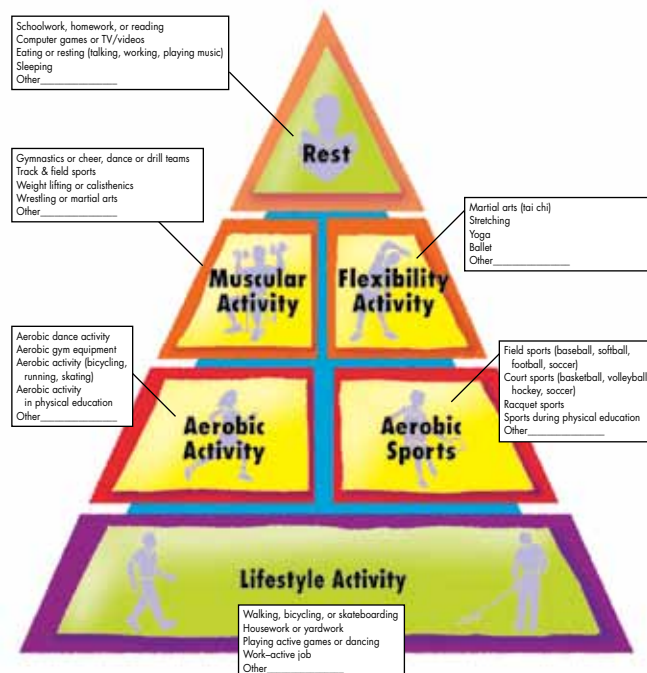 Schoolwork, homework, or reading
Computer games or TV/videos
Eating or resting (talking, working, playing music)
Sleeping
Other_______________
Rest
Gymnastics or cheer, dance or drill teams
Track & field sports
Weight lifting or calisthenics
Wrestling or martial arts
Other_______________
Martial arts (tai chi)
Stretching
Yoga
Ballet
Other_______________
Muscular
Activity
Flexibility
Activity
Aerobic dance activity
Aerobic gym equipment
Aerobic activity (bicycling,
running, skating)
Aerobic activity
in physical education
Other_______________
Field sports (baseball, softball,
football, soccer)
Court sports (basketball, volleyball,
hockey, soccer)
Racquet sports
Sports during physical education
Other_______________
Aerobic
Activity
Aerobic
Sports
Lifestyle Activity
Walking, bicycling, or skateboarding
Housework or yardwork
Playing active games or dancing
Work–active job
Other_______________